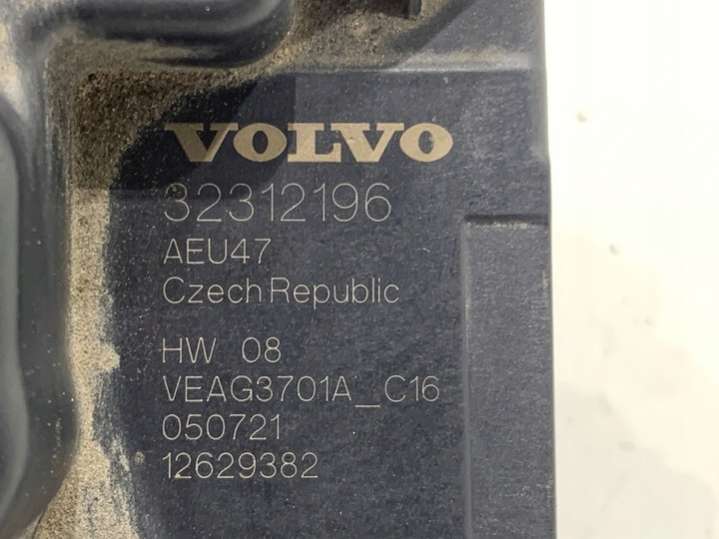 VOLVO
32312196
AEU47
Czech Republic
HW 08
VEAG3701A_C16
050721
12629382